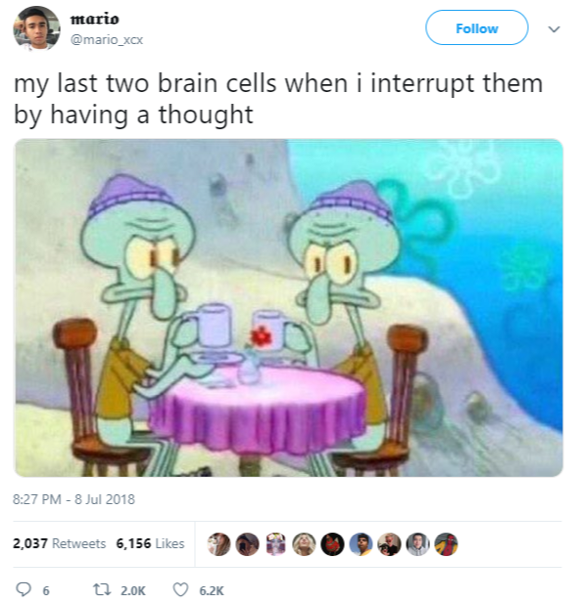 mario
@mario_xcx
Follow
my last two brain cells when i interrupt them
by having a thought
8:27 PM - 8 Jul 2018
2,037 Retweets 6,156 Likes
6 2.0K 6.2K